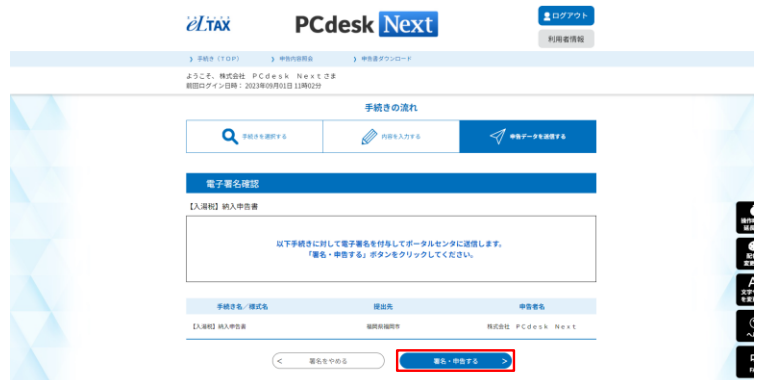 eLTAX
PCdesk Next
ログアウト
利用者情報
手続き（TOP） 申告内容照会 申告書ダウンロード
ようこそ、株式会社 PCdesk Nextさま
前回ログイン日時：2023年09月01日 11時02分
手続きの流れ
手続きを選択する
内容を入力する
申告データを送信する
電子署名確認
【入湯税】納入申告書
以下手続きに対して電子署名を付与してポータルセンタに送信します。
「署名・申告する」ボタンをクリックしてください。
手続き名／様式名 提出先 申告者名
【入湯税】納入申告書 福岡県福岡市 株式会社 PCdesk Next
< 署名をやめる
署名・申告する >